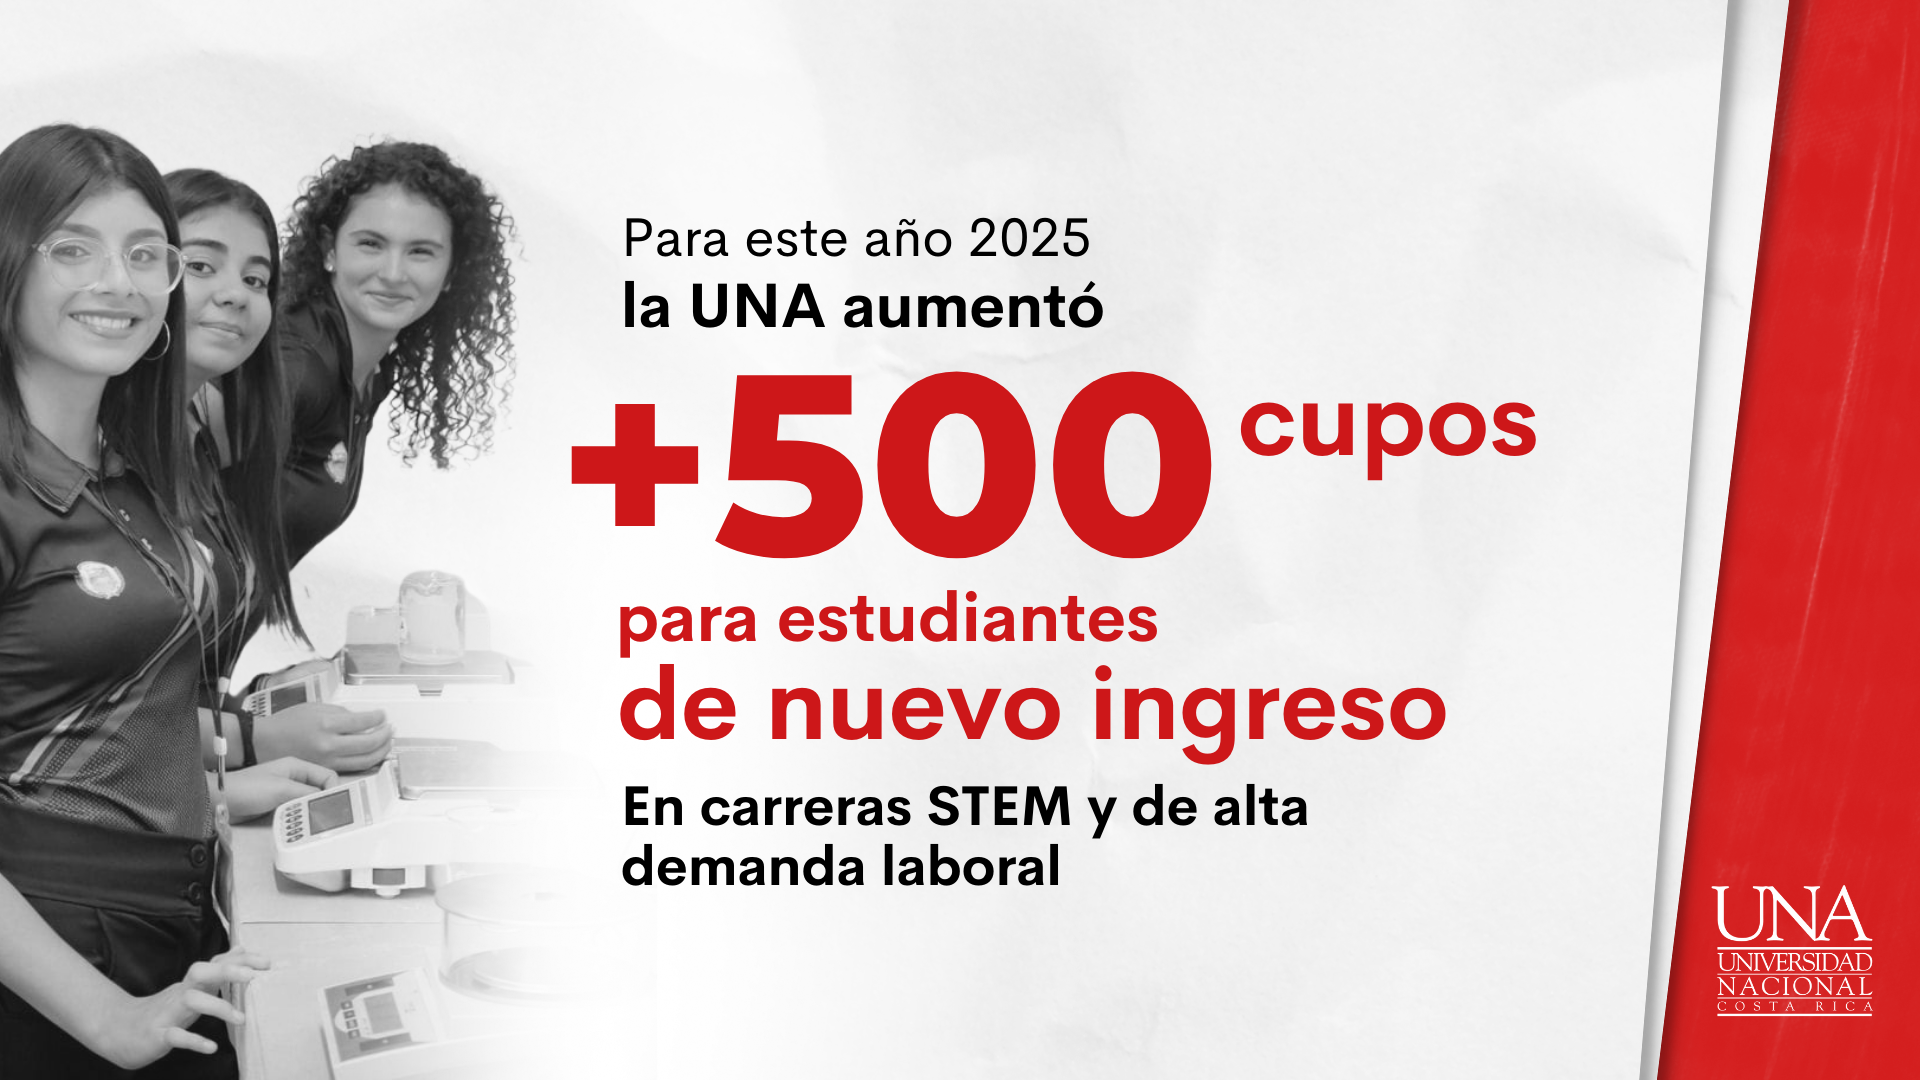 Para este año 2025
la UNA aumentó
+500 cupos
para estudiantes
de nuevo ingreso
En carreras STEM y de alta
demanda laboral
UNA
UNIVERSIDAD
NACIONAL
COSTA RICA